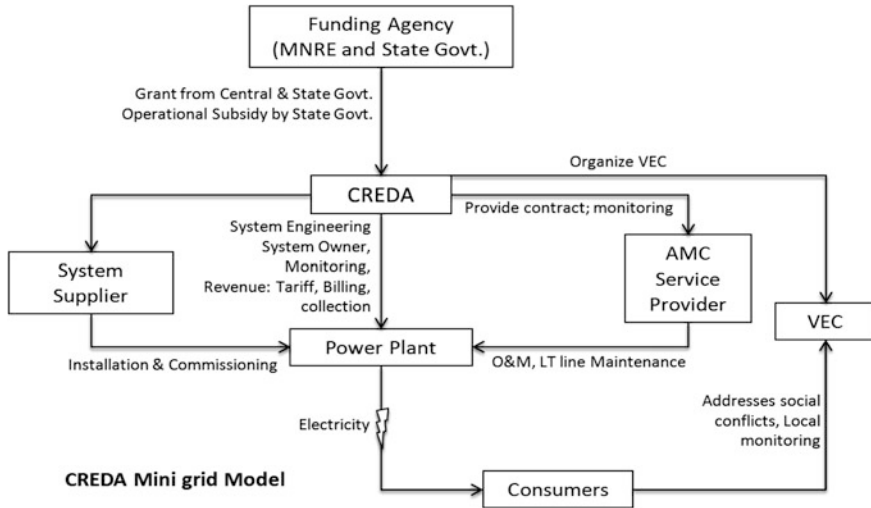 Funding Agency
(MNRE and State Govt.)
Grant from Central & State Govt.
Operational Subsidy by State Govt.
Organize VEC
CREDA
Provide contract; monitoring
System Engineering
System Owner,
Monitoring,
Revenue: Tariff, Billing,
collection
System
Supplier
AMC
Service
Provider
VEC
Power Plant
Installation & Commissioning
O&M, LT line Maintenance
Addresses social
conflicts, Local
monitoring
Electricity
CREDA Mini grid Model
Consumers